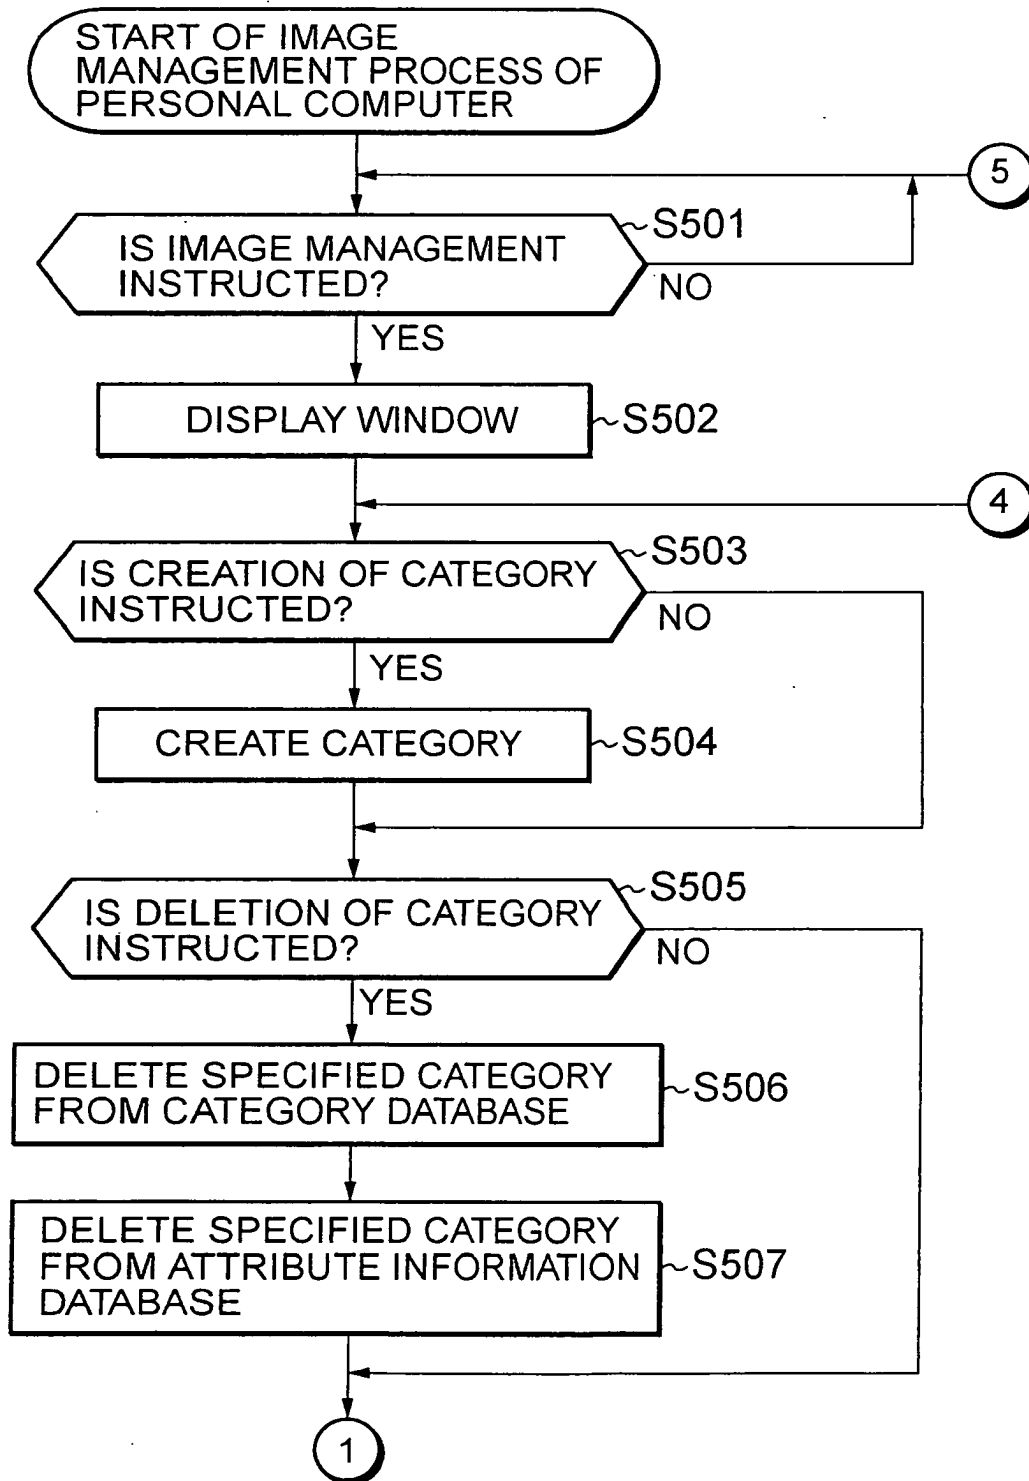 START OF IMAGE
MANAGEMENT PROCESS OF
PERSONAL COMPUTER
5
S501
IS IMAGE MANAGEMENT
INSTRUCTED?
NO
YES
DISPLAY WINDOW
S502
4
S503
IS CREATION OF CATEGORY
INSTRUCTED?
NO
YES
CREATE CATEGORY
S504
S505
IS DELETION OF CATEGORY
INSTRUCTED?
NO
YES
DELETE SPECIFIED CATEGORY
FROM CATEGORY DATABASE
S506
DELETE SPECIFIED CATEGORY
FROM ATTRIBUTE INFORMATION
DATABASE
S507
1